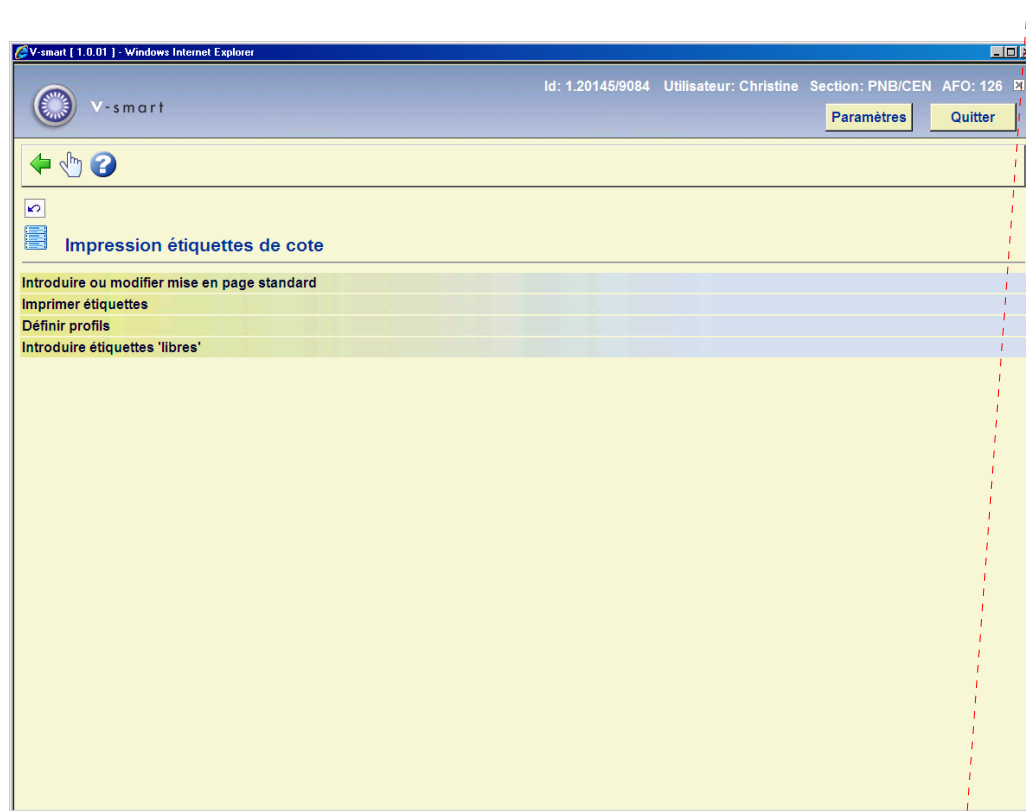 V-smart [ 1.0.01 ] - Windows Internet Explorer
Id: 1.20145/9084 Utilisateur: Christine Section: PNB/CEN AFO: 126
V-smart
Paramètres Quitter
Impression étiquettes de cote
Introduire ou modifier mise en page standard
Imprimer étiquettes
Définir profils
Introduire étiquettes 'libres'